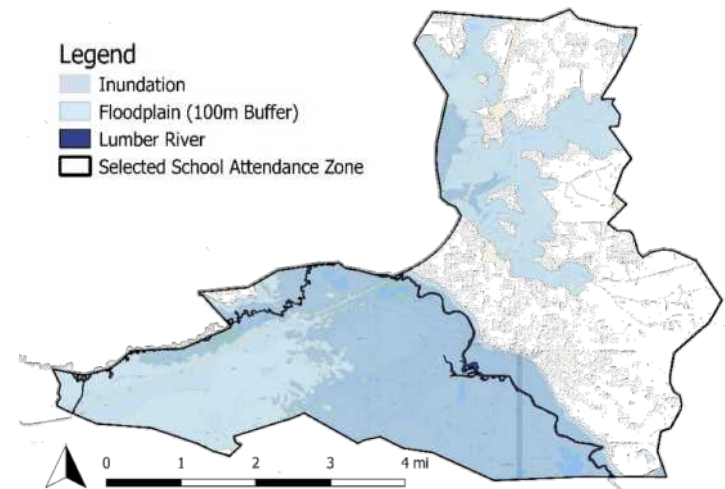 Legend
Inundation
Floodplain (100m Buffer)
Lumber River
Selected School Attendance Zone
0 1 2 3 4 mi